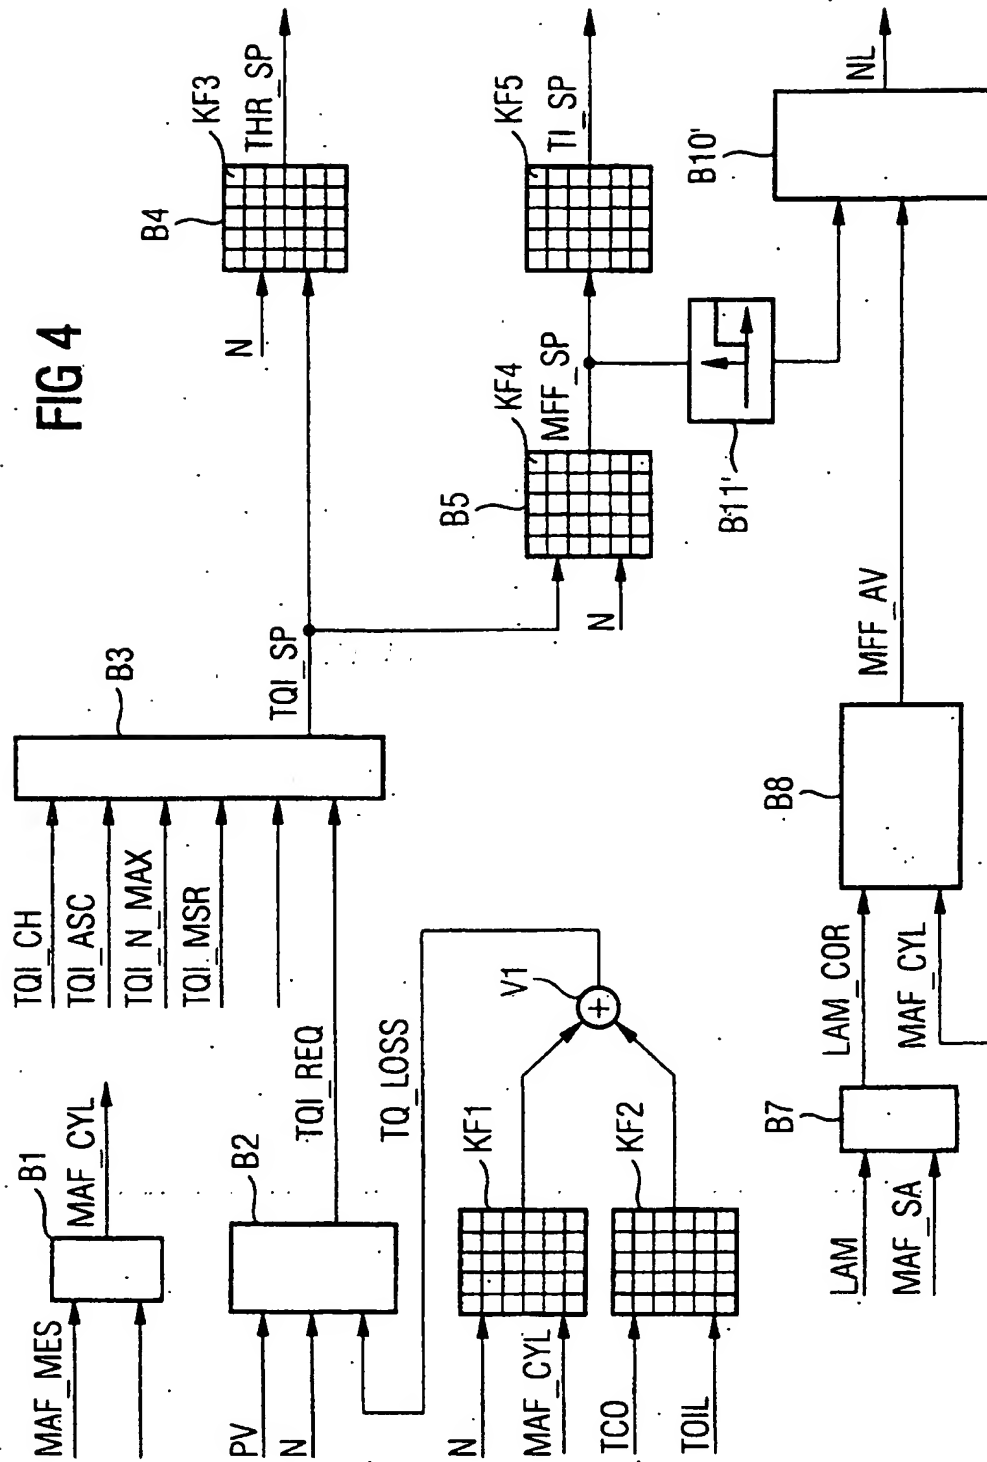 FIG 4
MAF_MES
B1
MAF_CYL
PV
N
B2
TQI_REQ
TQ_LOSS
N
MAF_CYL
KF1
TCO
TOIL
KF2
V1
TQI_CH
TQI_ASC
TQI_N_MAX
TQI_MSR
B3
TQI_SP
N
B4
KF3
THR_SP
N
B5
KF4
MFF_SP
KF5
TI_SP
B11'
LAM
MAF_SA
B7
LAM_COR
MAF_CYL
B8
MFF_AV
B10'
NL